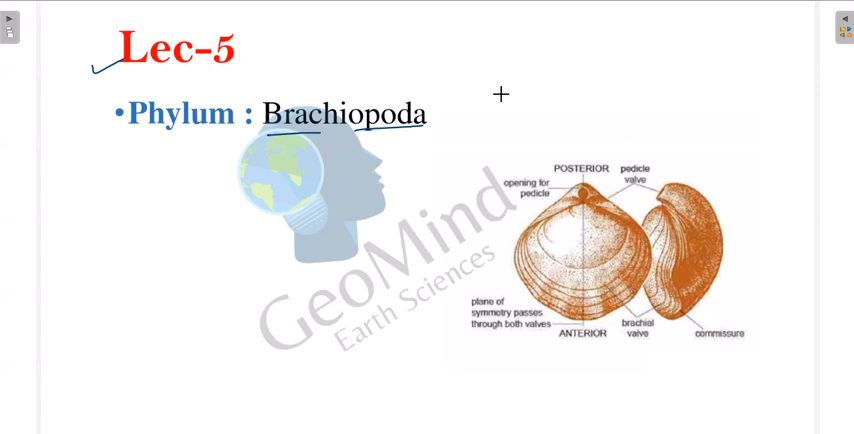 Lec-5
•Phylum : Brachiopoda
POSTERIOR
pedicle
valve
opening for
pedicle
plane of
symmetry passes
through both valves
ANTERIOR
brachial
valve
commissure
GeoMind
Earth Sciences